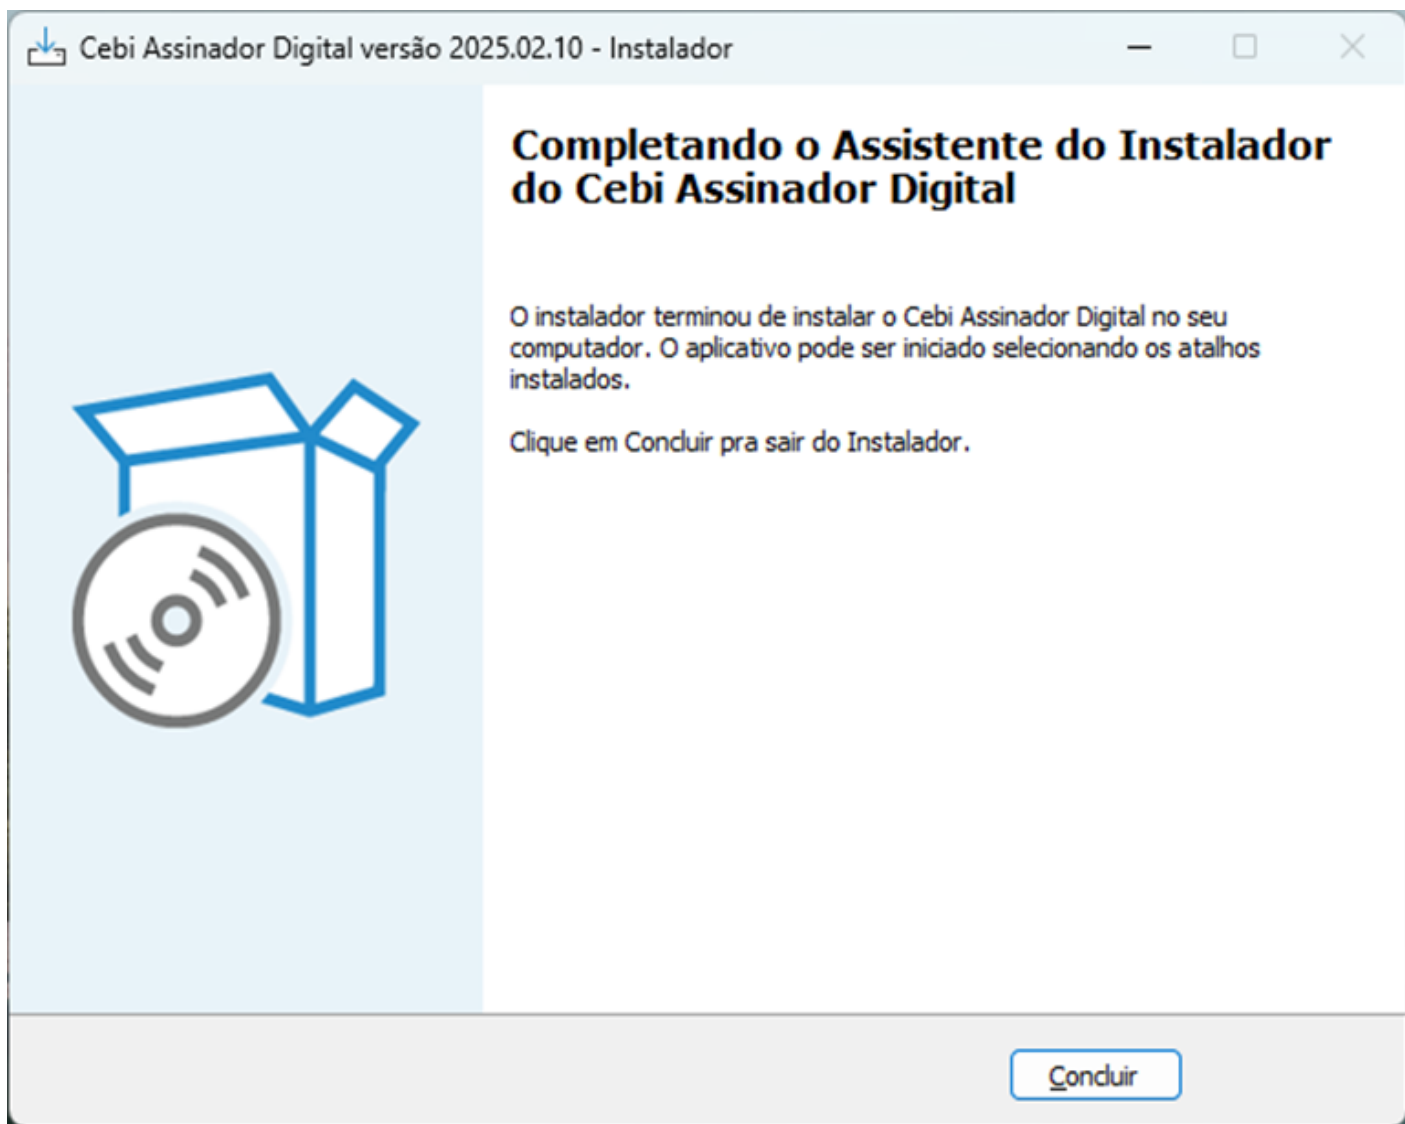 Cebi Assinador Digital versão 2025.02.10 - Instalador
Completando o Assistente do Instalador
do Cebi Assinador Digital
O instalador terminou de instalar o Cebi Assinador Digital no seu
computador. O aplicativo pode ser iniciado selecionando os atalhos
instalados.
Clique em Concluir pra sair do Instalador.
Concluir